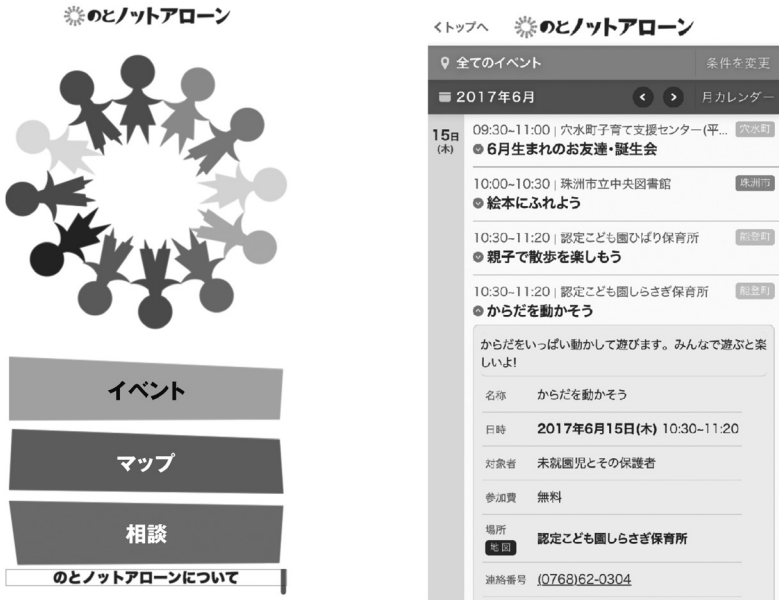 のとノットアローン
イベント
マップ
相談
のとノットアローンについて
くトップへ
のとノットアローン
全てのイベント
条件を変更
2017年6月
月カレンダー
15日
(木)
09:30~11:00 | 穴水町子育て支援センター(平...
穴水町
6月生まれのお友達・誕生会
10:00~10:30 | 珠洲市立中央図書館
珠洲市
絵本にふれよう
10:30~11:20 | 認定こども園ひばり保育所
能登町
親子で散歩を楽しもう
10:30~11:20 | 認定こども園しらさぎ保育所
能登町
からだを動かそう
からだをいっぱい動かして遊びます。みんなで遊ぶと楽
しいよ!
名称 からだを動かそう
日時 2017年6月15日(木) 10:30~11:20
対象者 未就園児とその保護者
参加費 無料
場所
地図
認定こども園しらさぎ保育所
連絡番号 (0768)62-0304